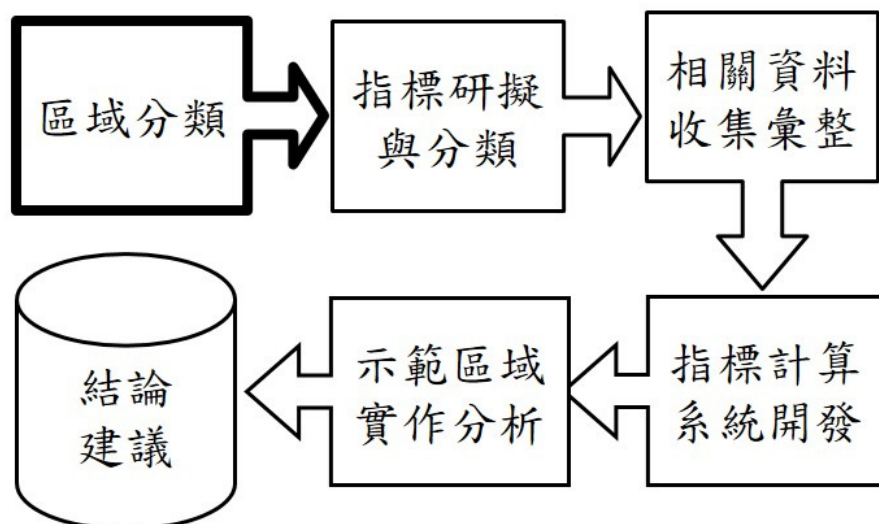 區域分類
指標研擬
與分類
相關資料
收集彙整
指標計算
系統開發
示範區域
實作分析
結論
建議